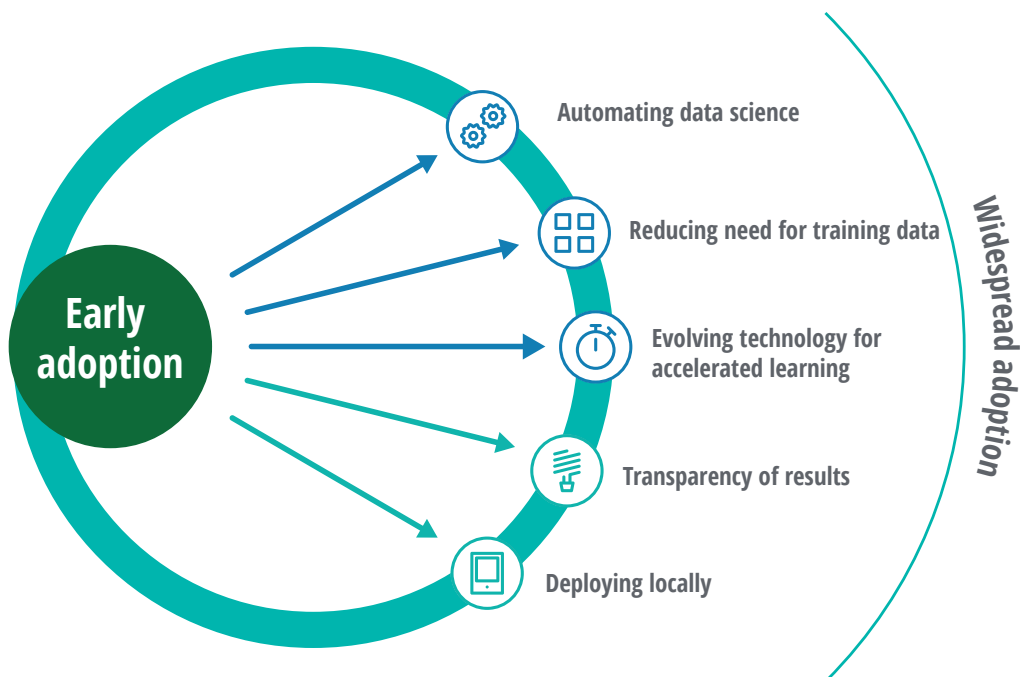 Early
adoption
Automating data science
Reducing need for training data
Evolving technology for
accelerated learning
Transparency of results
Deploying locally
Widespread adoption